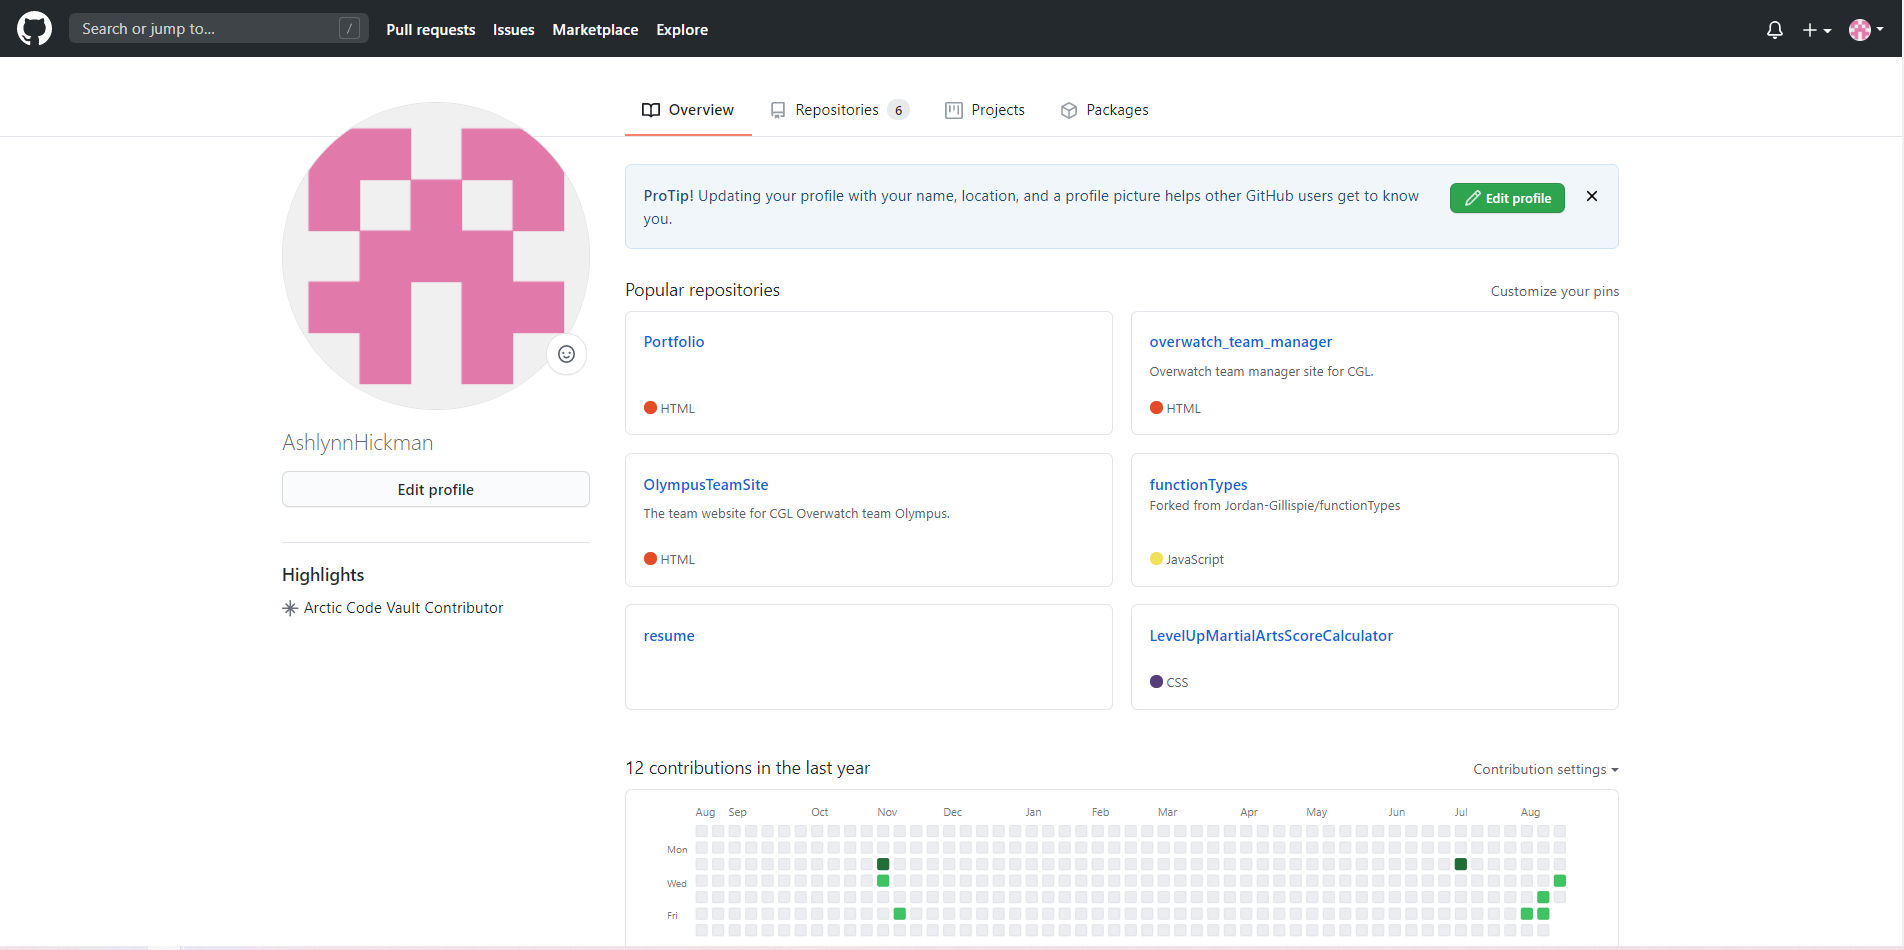 Search or jump to... /
Pull requests Issues Marketplace Explore
Overview Repositories 6 Projects Packages
ProTip! Updating your profile with your name, location, and a profile picture helps other GitHub users get to know
you.
Edit profile
Popular repositories
Customize your pins
Portfolio
HTML
overwatch_team_manager
Overwatch team manager site for CGL.
HTML
OlympusTeamSite
The team website for CGL Overwatch team Olympus.
HTML
functionTypes
Forked from Jordan-Gillispie/functionTypes
JavaScript
resume
LevelUpMartialArtsScoreCalculator
CSS
AshlynnHickman
Edit profile
Highlights
Arctic Code Vault Contributor
12 contributions in the last year
Contribution settings
Aug Sep Oct Nov Dec Jan Feb Mar Apr May Jun Jul Aug
Mon
Wed
Fri